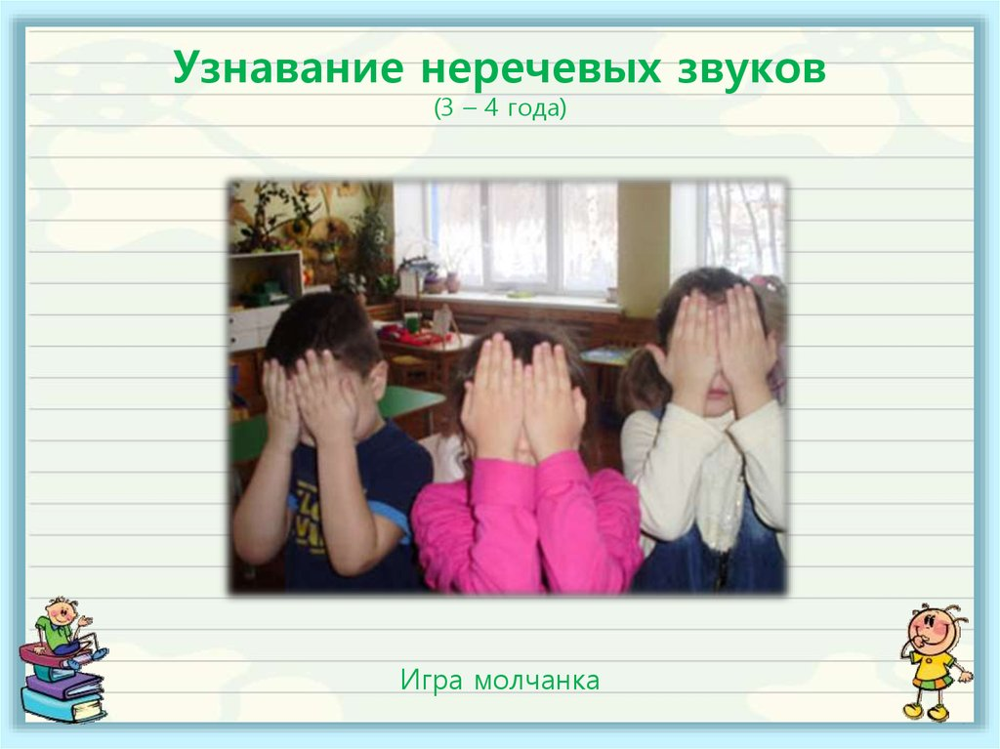 Узнавание неречевых звуков
(3 – 4 года)
Игра молчанка